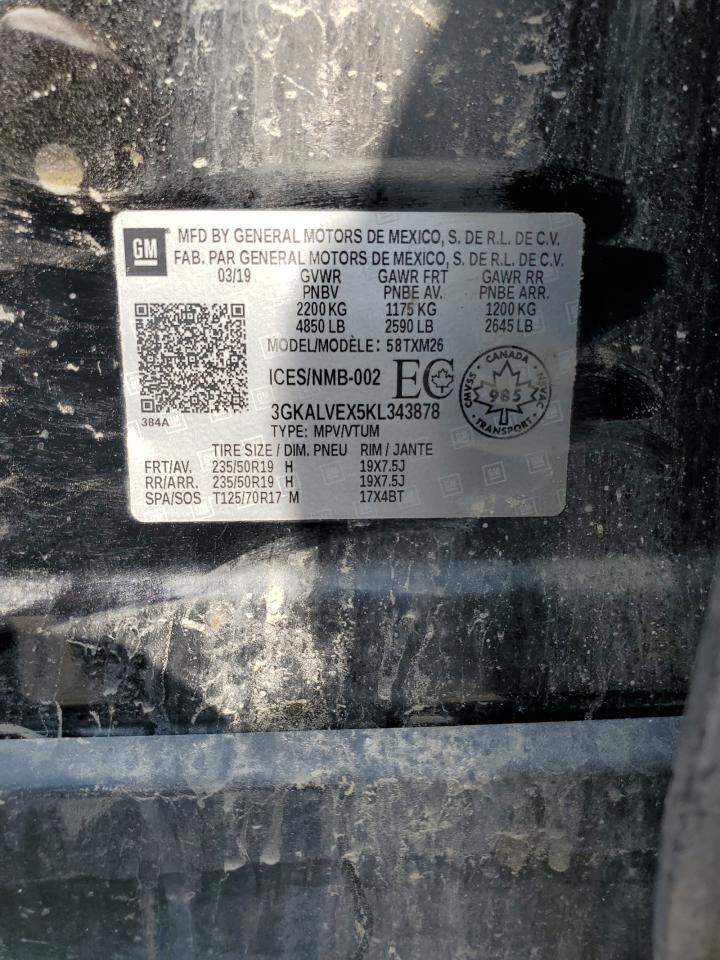 GM
MFD BY GENERAL MOTORS DE MEXICO, S. DE R.L. DE C.V.
FAB. PAR GENERAL MOTORS DE MEXICO, S. DE R.L. DE C.V.
03/19 GVWR GAWR FRT GAWR RR
PNBV PNBE AV. PNBE ARR.
2200 KG 1175 KG 1200 KG
4850 LB 2590 LB 2645 LB
MODEL/MODÈLE: 58TXM26
ICES/NMB-002 EC
CANADA
CMVSS 985 NSVAC
TRANSPORT
384A
3GKALVEX5KL343878
TYPE: MPV/VTUM
TIRE SIZE / DIM. PNEU RIM / JANTE
FRT/AV. 235/50R19 H 19X7.5J
RR/ARR. 235/50R19 H 19X7.5J
SPA/SOS T125/70R17 M 17X4BT